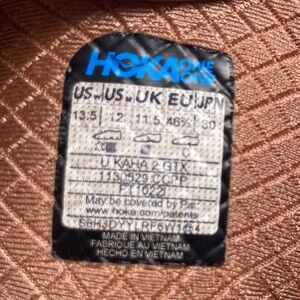 HOKA ONE ONE
US W US M UK EU JPN
13.5 12 11.5 46⅔ 30
U KAHA 2 GTX
1130529 CCPP
May be covered by Pat.
www.hoka.com/patents
MADE IN VIETNAM
FABRIQUÉ AU VIETNAM
HECHO EN VIETNAM